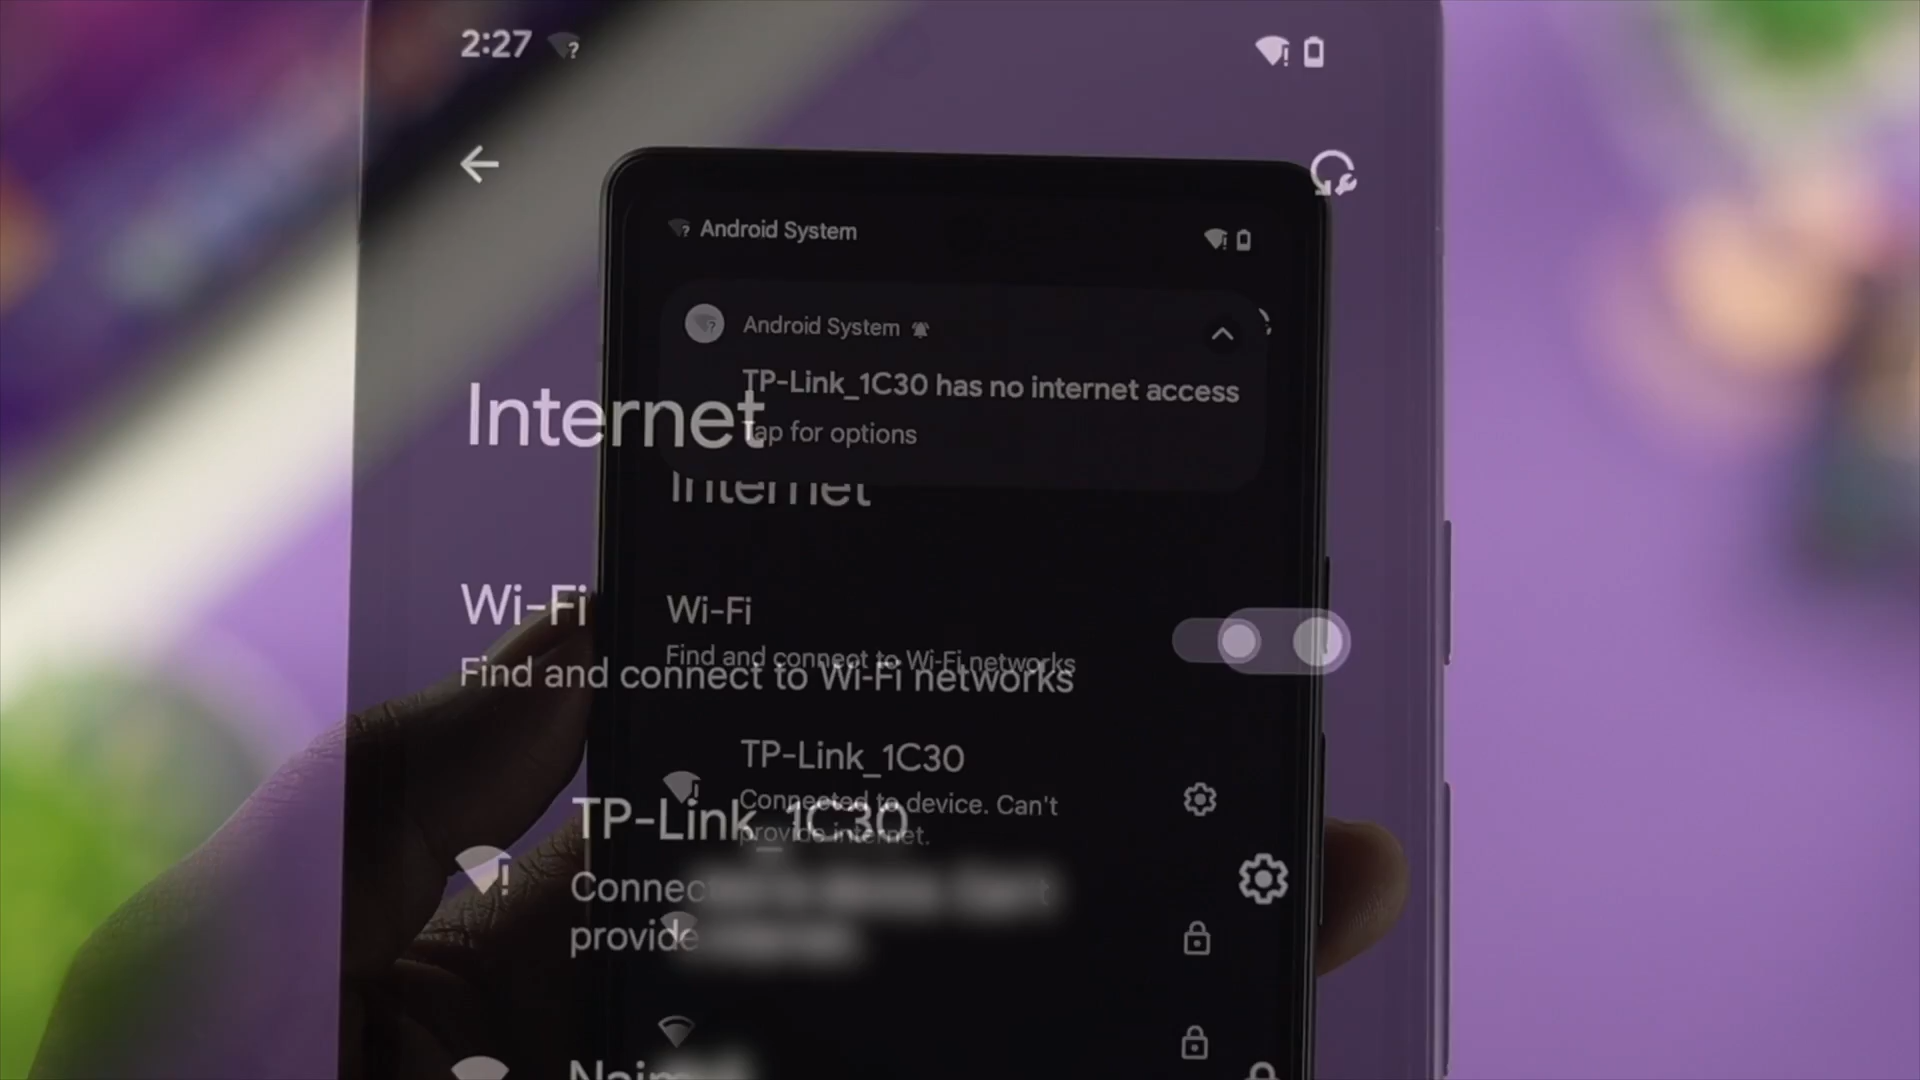 2:27
Android System
Android System
TP-Link_1C30 has no internet access
Tap for options
Internet
Internet
Wi-Fi
Find and connect to Wi-Fi networks
Wi-Fi
Find and connect to Wi-Fi networks
TP-Link_1C30
Connected to device. Can't
provide internet.
TP-Link_1C30
provide